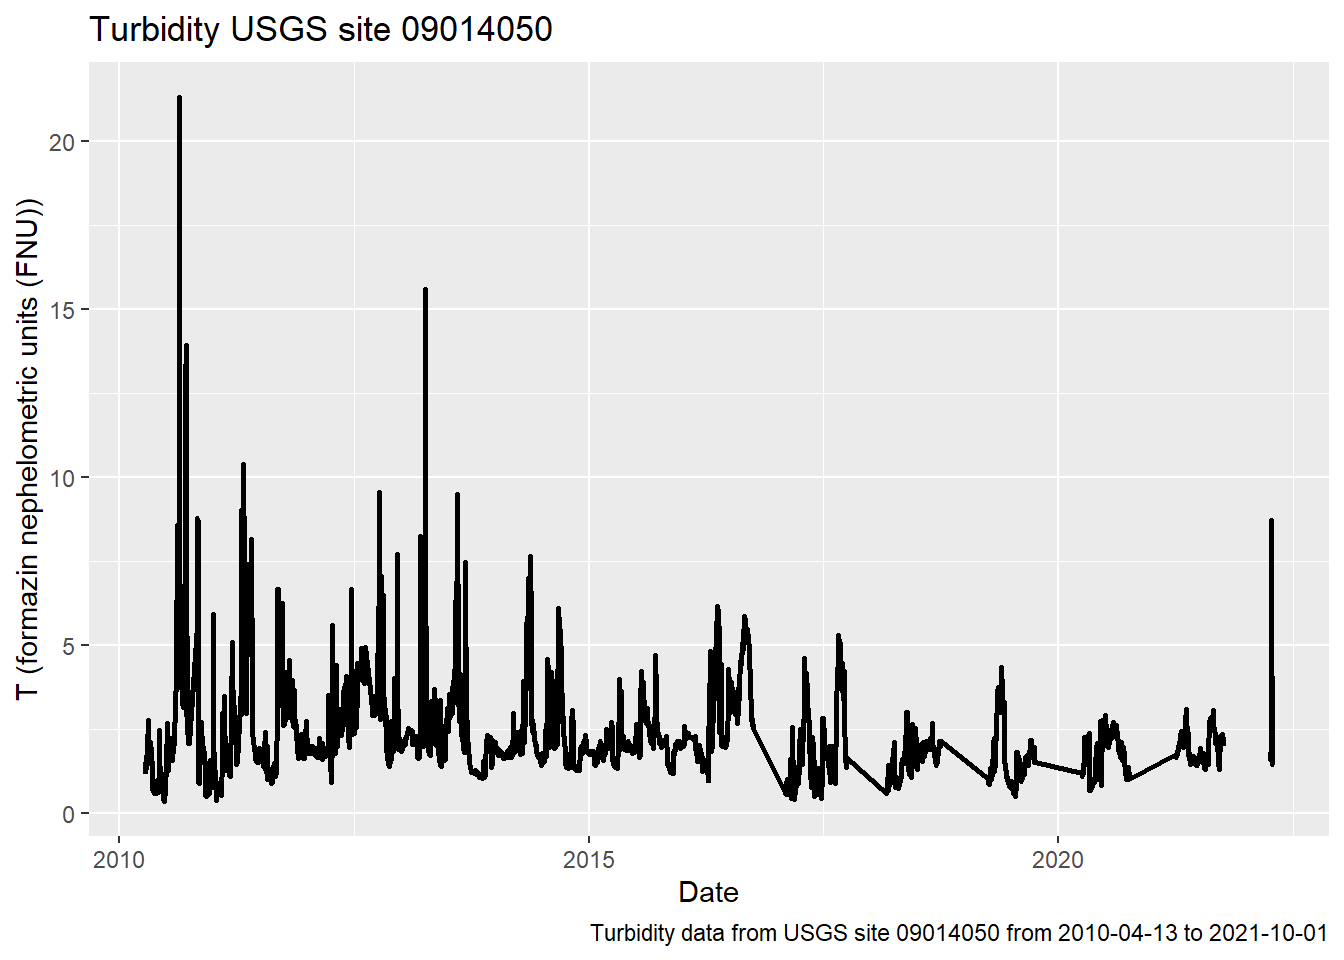 Turbidity USGS site 09014050
T (formazin nephelometric units (FNU))
20
15
10
5
0
2010
2015
2020
Date
Turbidity data from USGS site 09014050 from 2010-04-13 to 2021-10-01